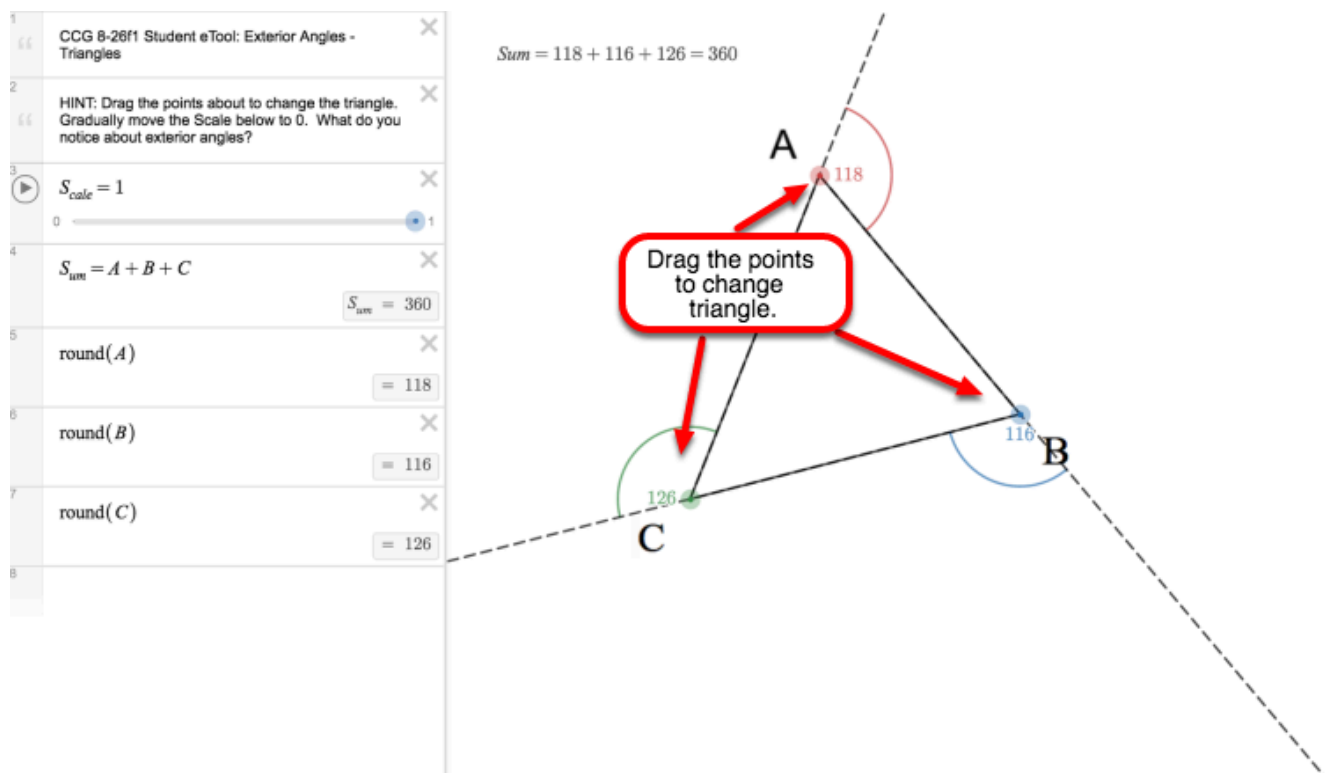 1
CCG 8-26f1 Student eTool: Exterior Angles -
Triangles
2
HINT: Drag the points about to change the triangle.
Gradually move the Scale below to 0. What do you
notice about exterior angles?
3
S_cale = 1
0 1
4
S_um = A + B + C
S_um = 360
5
round(A)
= 118
6
round(B)
= 116
7
round(C)
= 126
8
Sum = 118 + 116 + 126 = 360
A
118
Drag the points
to change
triangle.
116
B
126
C